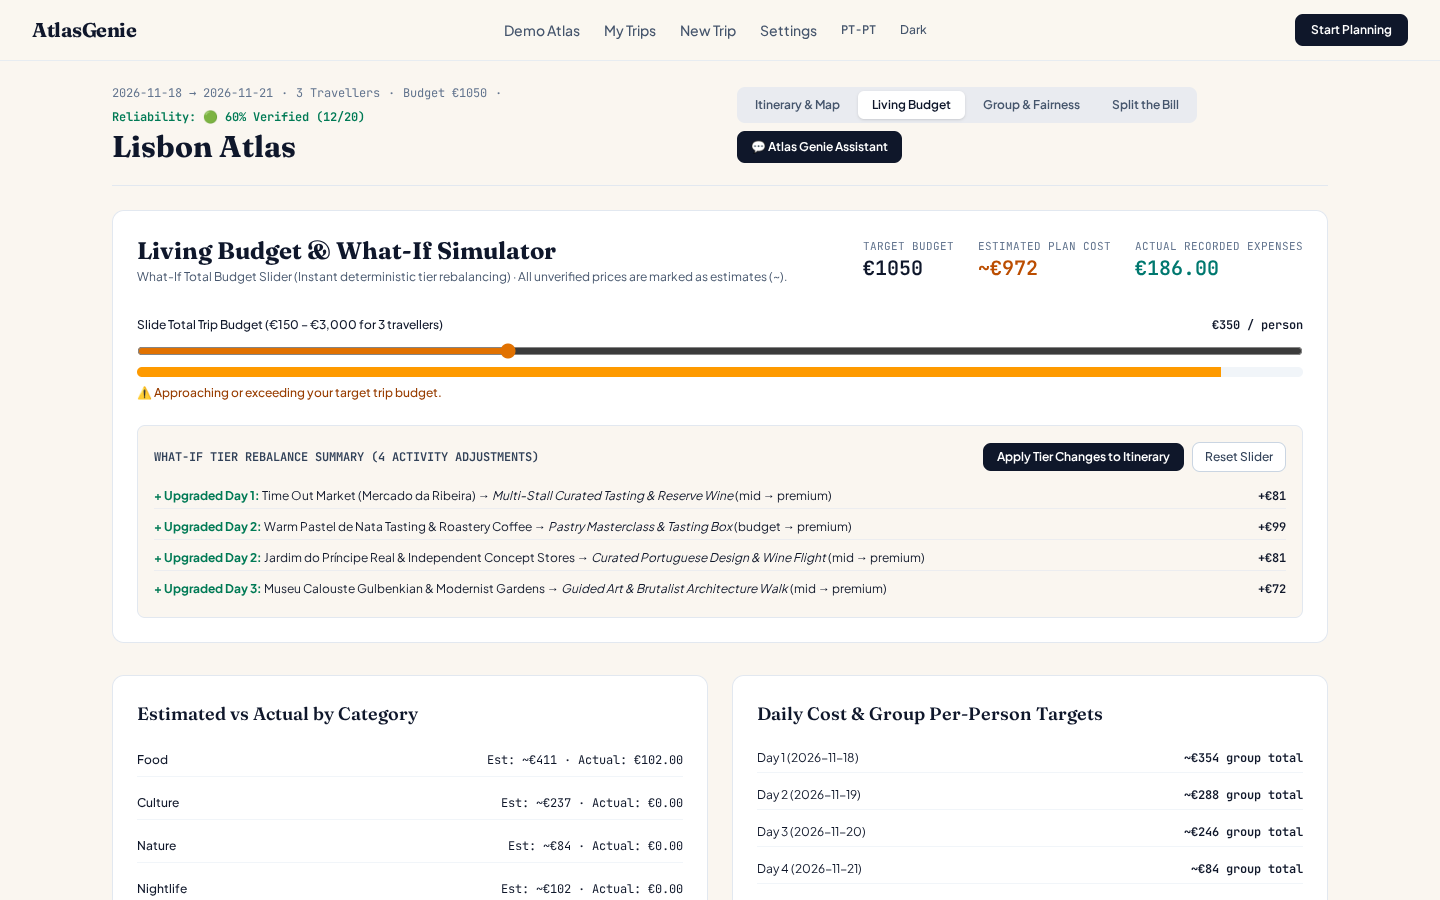 AtlasGenie
Demo Atlas My Trips New Trip Settings PT-PT Dark
Start Planning
2026-11-18 → 2026-11-21 · 3 Travellers · Budget €1050 ·
Reliability: 🟢 60% Verified (12/20)
Lisbon Atlas
Itinerary & Map Living Budget Group & Fairness Split the Bill
💬 Atlas Genie Assistant
Living Budget & What-If Simulator
What-If Total Budget Slider (Instant deterministic tier rebalancing) · All unverified prices are marked as estimates (~).
TARGET BUDGET
€1050
ESTIMATED PLAN COST
~€972
ACTUAL RECORDED EXPENSES
€186.00
Slide Total Trip Budget (€150 – €3,000 for 3 travellers)
€350 / person
⚠️ Approaching or exceeding your target trip budget.
WHAT-IF TIER REBALANCE SUMMARY (4 ACTIVITY ADJUSTMENTS)
Apply Tier Changes to Itinerary
Reset Slider
+ Upgraded Day 1: Time Out Market (Mercado da Ribeira) → Multi-Stall Curated Tasting & Reserve Wine (mid → premium) +€81
+ Upgraded Day 2: Warm Pastel de Nata Tasting & Roastery Coffee → Pastry Masterclass & Tasting Box (budget → premium) +€99
+ Upgraded Day 2: Jardim do Príncipe Real & Independent Concept Stores → Curated Portuguese Design & Wine Flight (mid → premium) +€81
+ Upgraded Day 3: Museu Calouste Gulbenkian & Modernist Gardens → Guided Art & Brutalist Architecture Walk (mid → premium) +€72
Estimated vs Actual by Category
Food Est: ~€411 · Actual: €102.00
Culture Est: ~€237 · Actual: €0.00
Nature Est: ~€84 · Actual: €0.00
Nightlife Est: ~€102 · Actual: €0.00
Daily Cost & Group Per-Person Targets
Day 1 (2026-11-18) ~€354 group total
Day 2 (2026-11-19) ~€288 group total
Day 3 (2026-11-20) ~€246 group total
Day 4 (2026-11-21) ~€84 group total